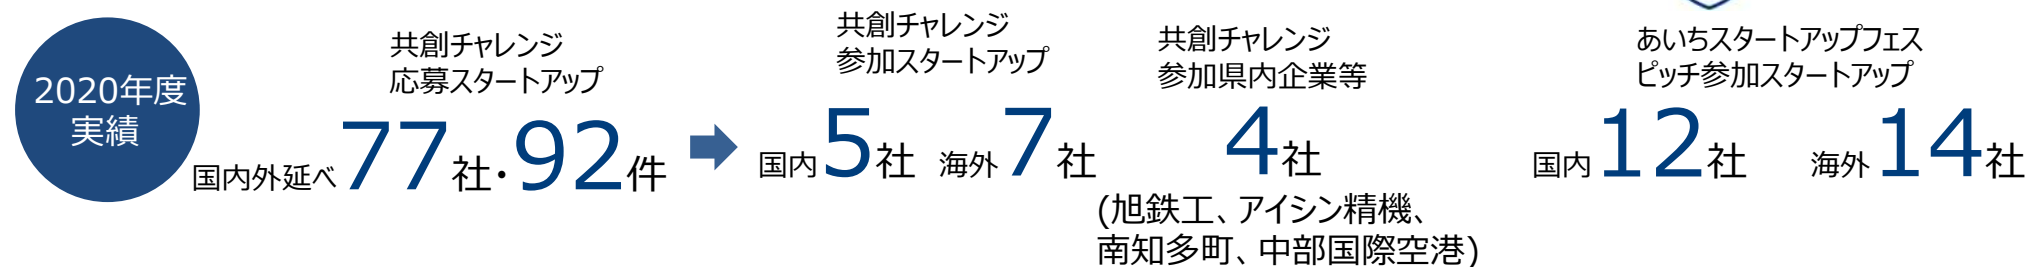 2020年度
実績
共創チャレンジ
応募スタートアップ
国内外延べ77社・92件
共創チャレンジ
参加スタートアップ
国内5社 海外7社
共創チャレンジ
参加県内企業等
4社
(旭鉄工、アイシン精機、
南知多町、中部国際空港)
あいちスタートアップフェス
ピッチ参加スタートアップ
国内12社 海外14社